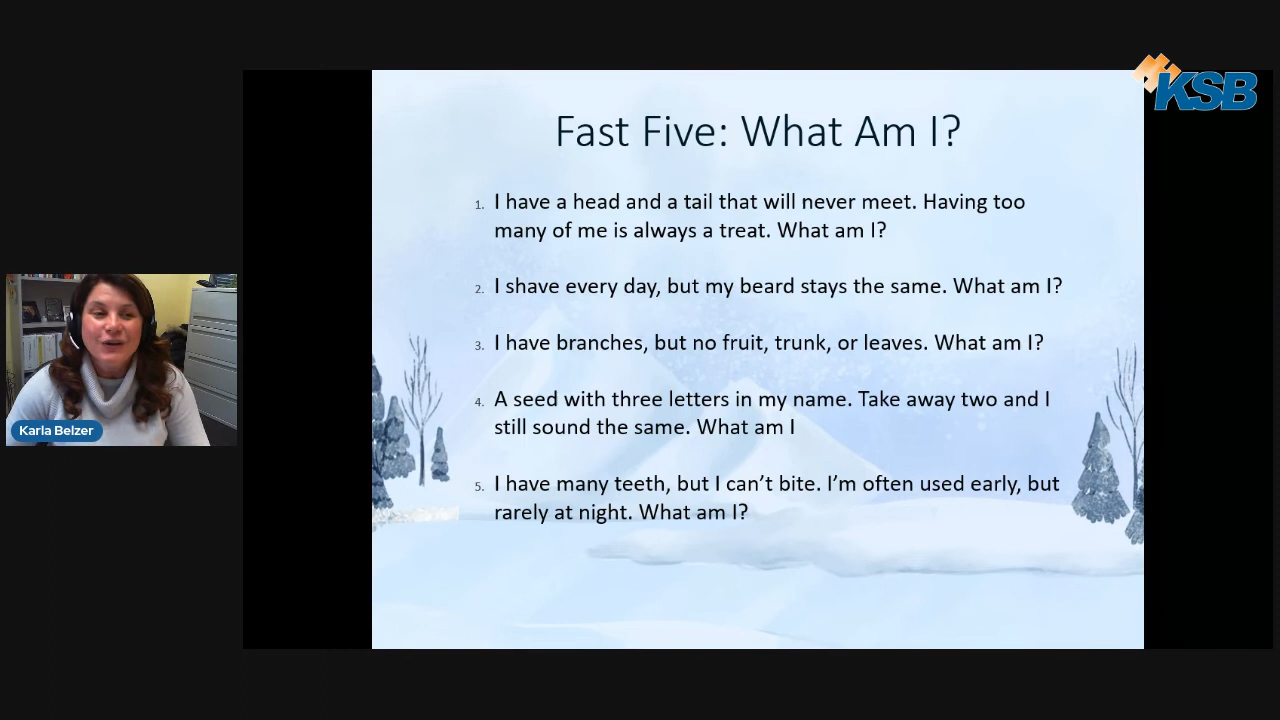 KSB
Fast Five: What Am I?
1. I have a head and a tail that will never meet. Having too
many of me is always a treat. What am I?
2. I shave every day, but my beard stays the same. What am I?
3. I have branches, but no fruit, trunk, or leaves. What am I?
4. A seed with three letters in my name. Take away two and I
still sound the same. What am I
5. I have many teeth, but I can’t bite. I’m often used early, but
rarely at night. What am I?
Karla Belzer